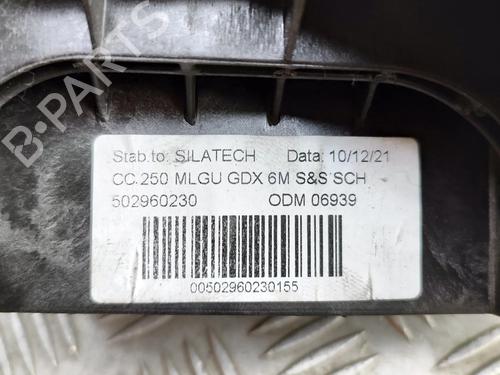 B-PARTS
Stab.to: SILATECH Data: 10/12/21
CC 250 MLGU GDX 6M S&S SCH
502960230 ODM 06939
00502960230155